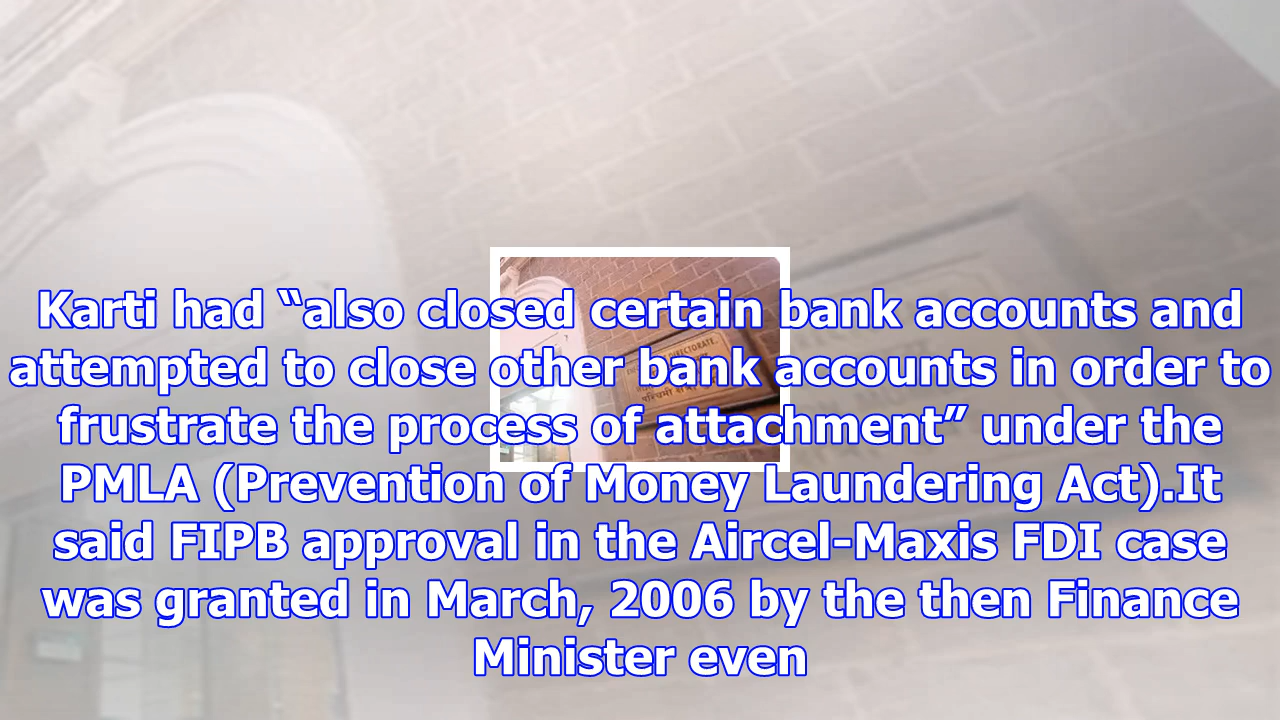 Karti had “also closed certain bank accounts and
attempted to close other bank accounts in order to
frustrate the process of attachment” under the
PMLA (Prevention of Money Laundering Act).It
said FIPB approval in the Aircel-Maxis FDI case
was granted in March, 2006 by the then Finance
Minister even
DIRECTORATE.